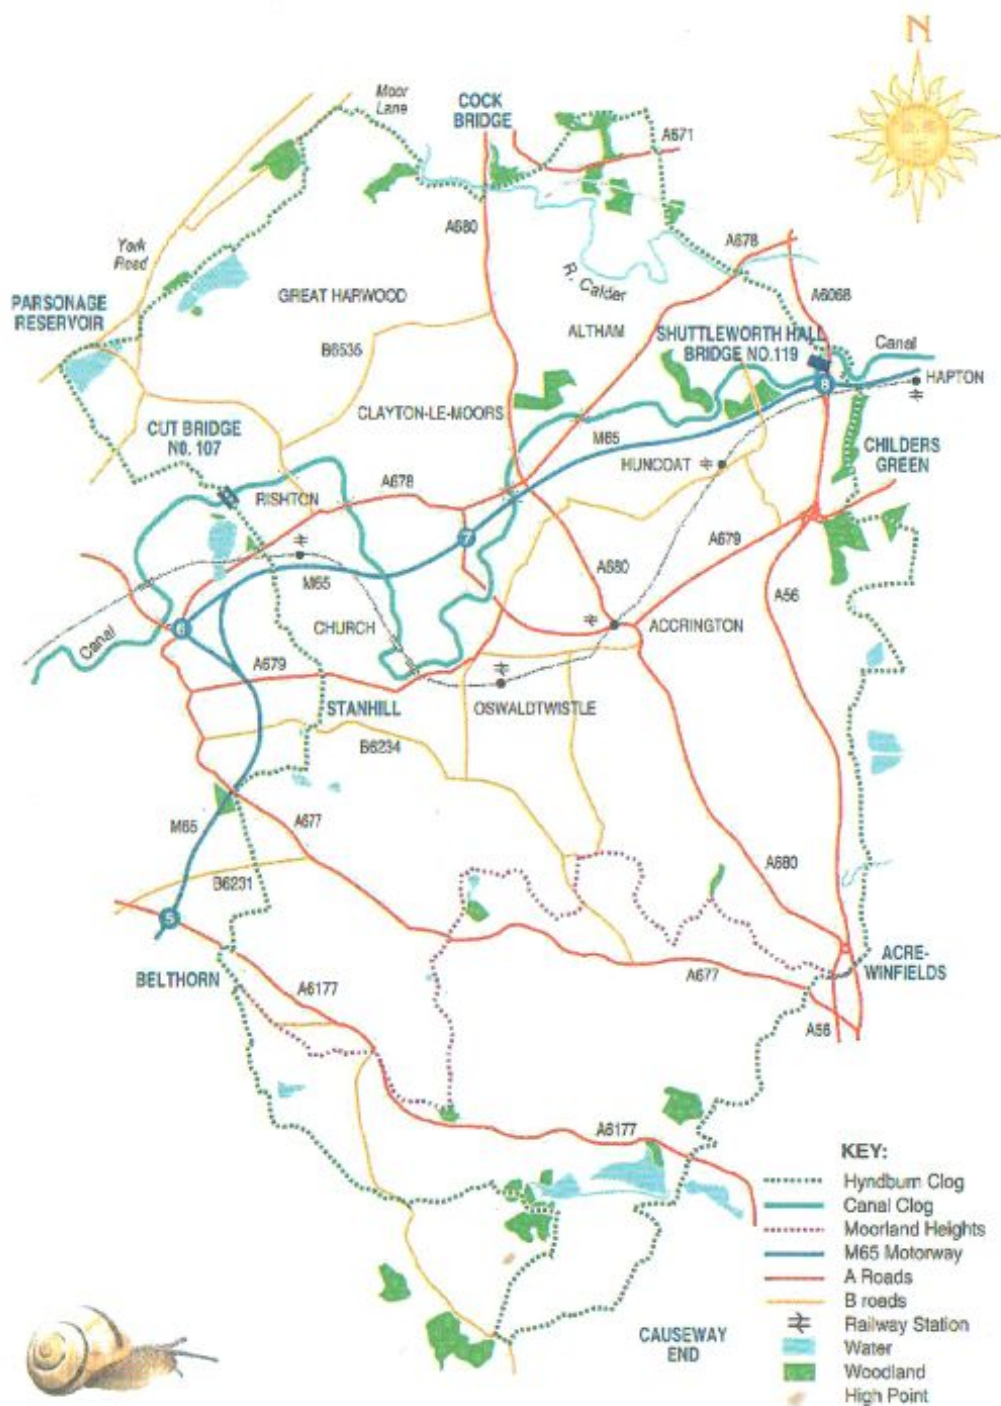 N
Moor
Lane
COCK
BRIDGE
A671
A680
York
Road
A678
R. Calder
A6068
PARSONAGE
RESERVOIR
GREAT HARWOOD
ALTHAM
SHUTTLEWORTH HALL
BRIDGE NO.119
Canal
B6535
8
HAPTON
CLAYTON-LE-MOORS
M65
CUT BRIDGE
NO. 107
HUNCOAT
CHILDERS
GREEN
RISHTON
A678
A679
7
M65
A680
A56
6
CHURCH
ACCRINGTON
Canal
A679
STANHILL
OSWALDTWISTLE
B6234
M65
A677
A680
B6231
5
BELTHORN
A677
ACRE-
WINFIELDS
A6177
A56
A6177
KEY:
Hyndburn Clog
Canal Clog
Moorland Heights
M65 Motorway
A Roads
B roads
Railway Station
Water
Woodland
High Point
CAUSEWAY
END